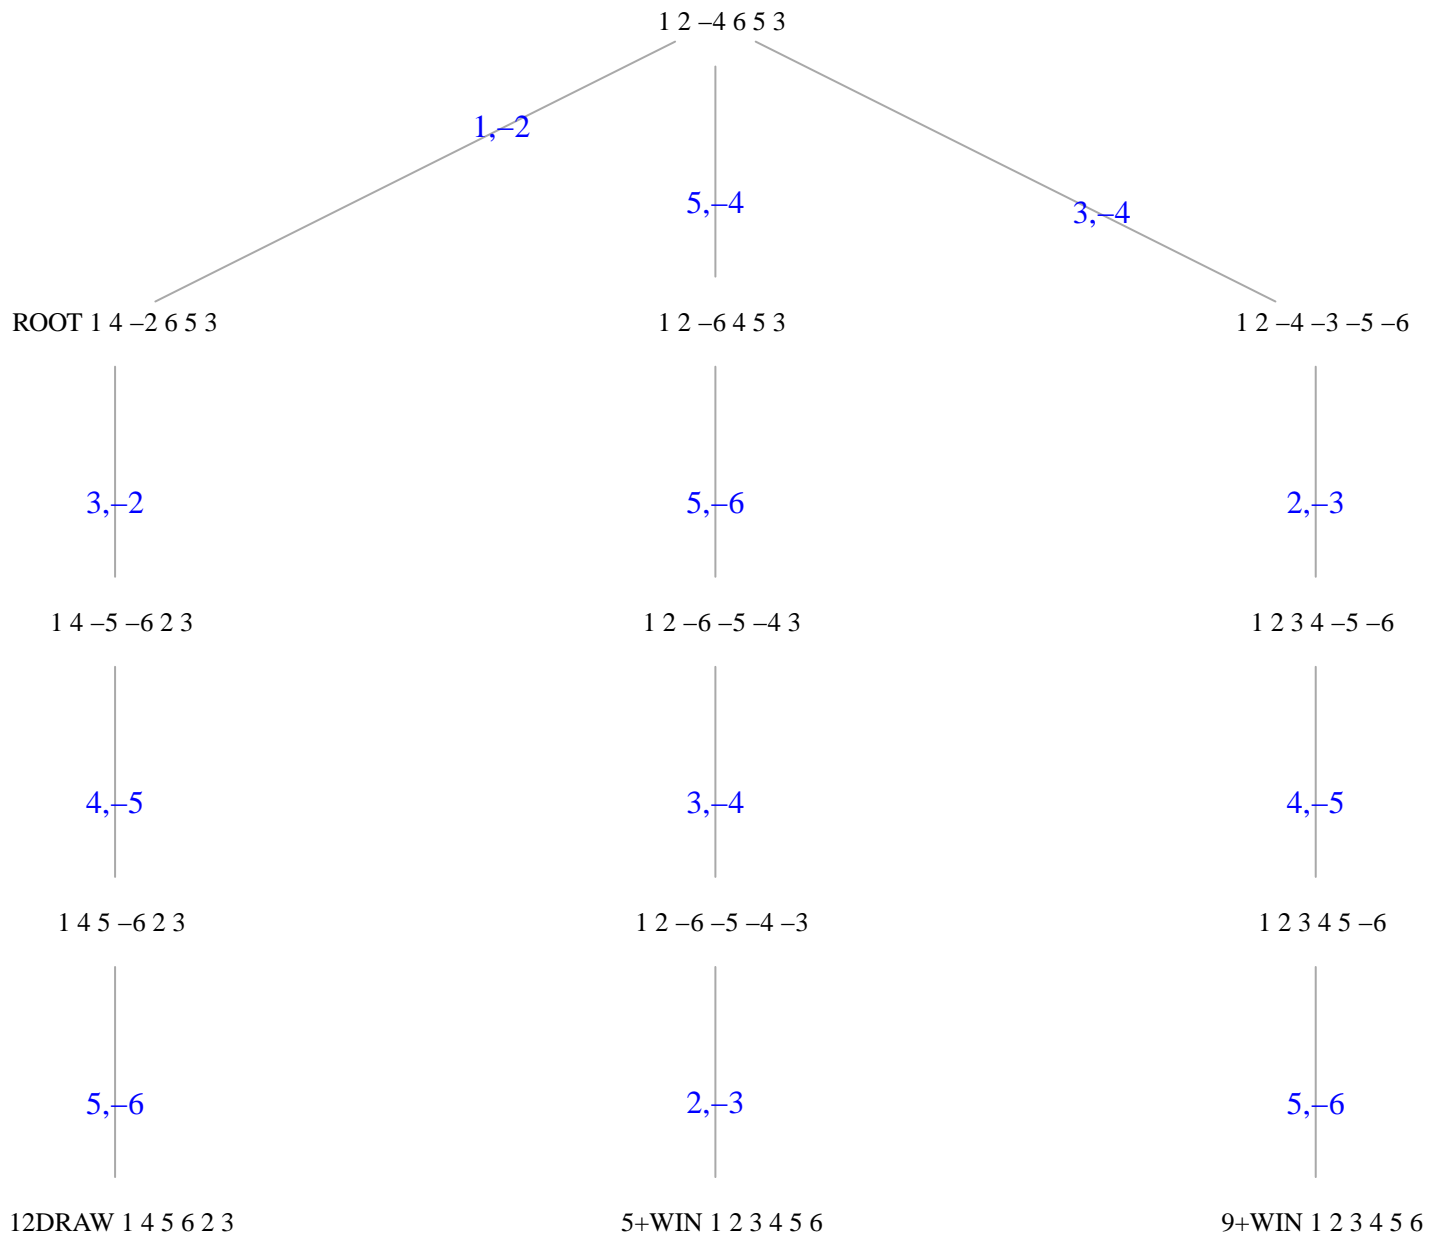 1 2 –4 6 5 3
1,–2
5,–4
3,–4
ROOT 1 4 –2 6 5 3
1 2 –6 4 5 3
1 2 –4 –3 –5 –6
3,–2
5,–6
2,–3
1 4 –5 –6 2 3
1 2 –6 –5 –4 3
1 2 3 4 –5 –6
4,–5
3,–4
4,–5
1 4 5 –6 2 3
1 2 –6 –5 –4 –3
1 2 3 4 5 –6
5,–6
2,–3
5,–6
12DRAW 1 4 5 6 2 3
5+WIN 1 2 3 4 5 6
9+WIN 1 2 3 4 5 6